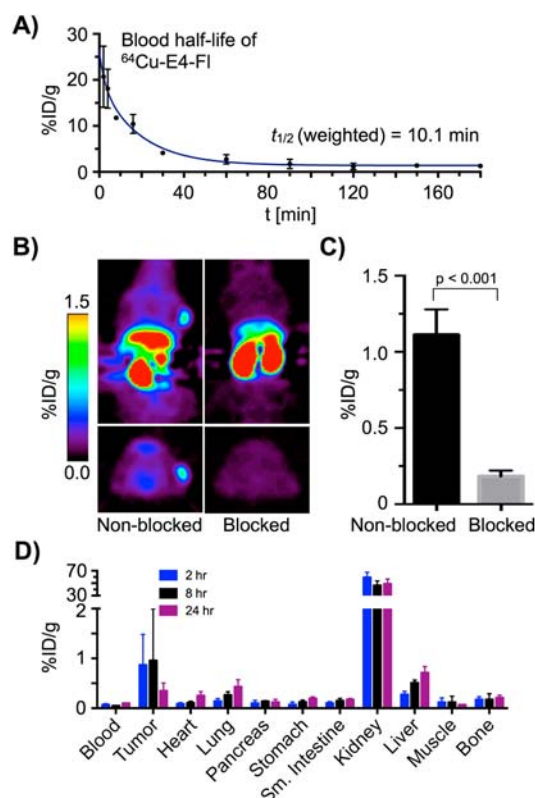 A)
Blood half-life of
⁶⁴Cu-E4-Fl
t1/2 (weighted) = 10.1 min
%ID/g
30
20
10
0
0 40 80 120 160
t [min]
B)
1.5
0.0
%ID/g
Non-blocked Blocked
C)
p < 0.001
%ID/g
1.5
1.0
0.5
0
Non-blocked Blocked
D)
2 hr
8 hr
24 hr
%ID/g
70
30
2
1
0
Blood
Tumor
Heart
Lung
Pancreas
Stomach
Sm. Intestine
Kidney
Liver
Muscle
Bone